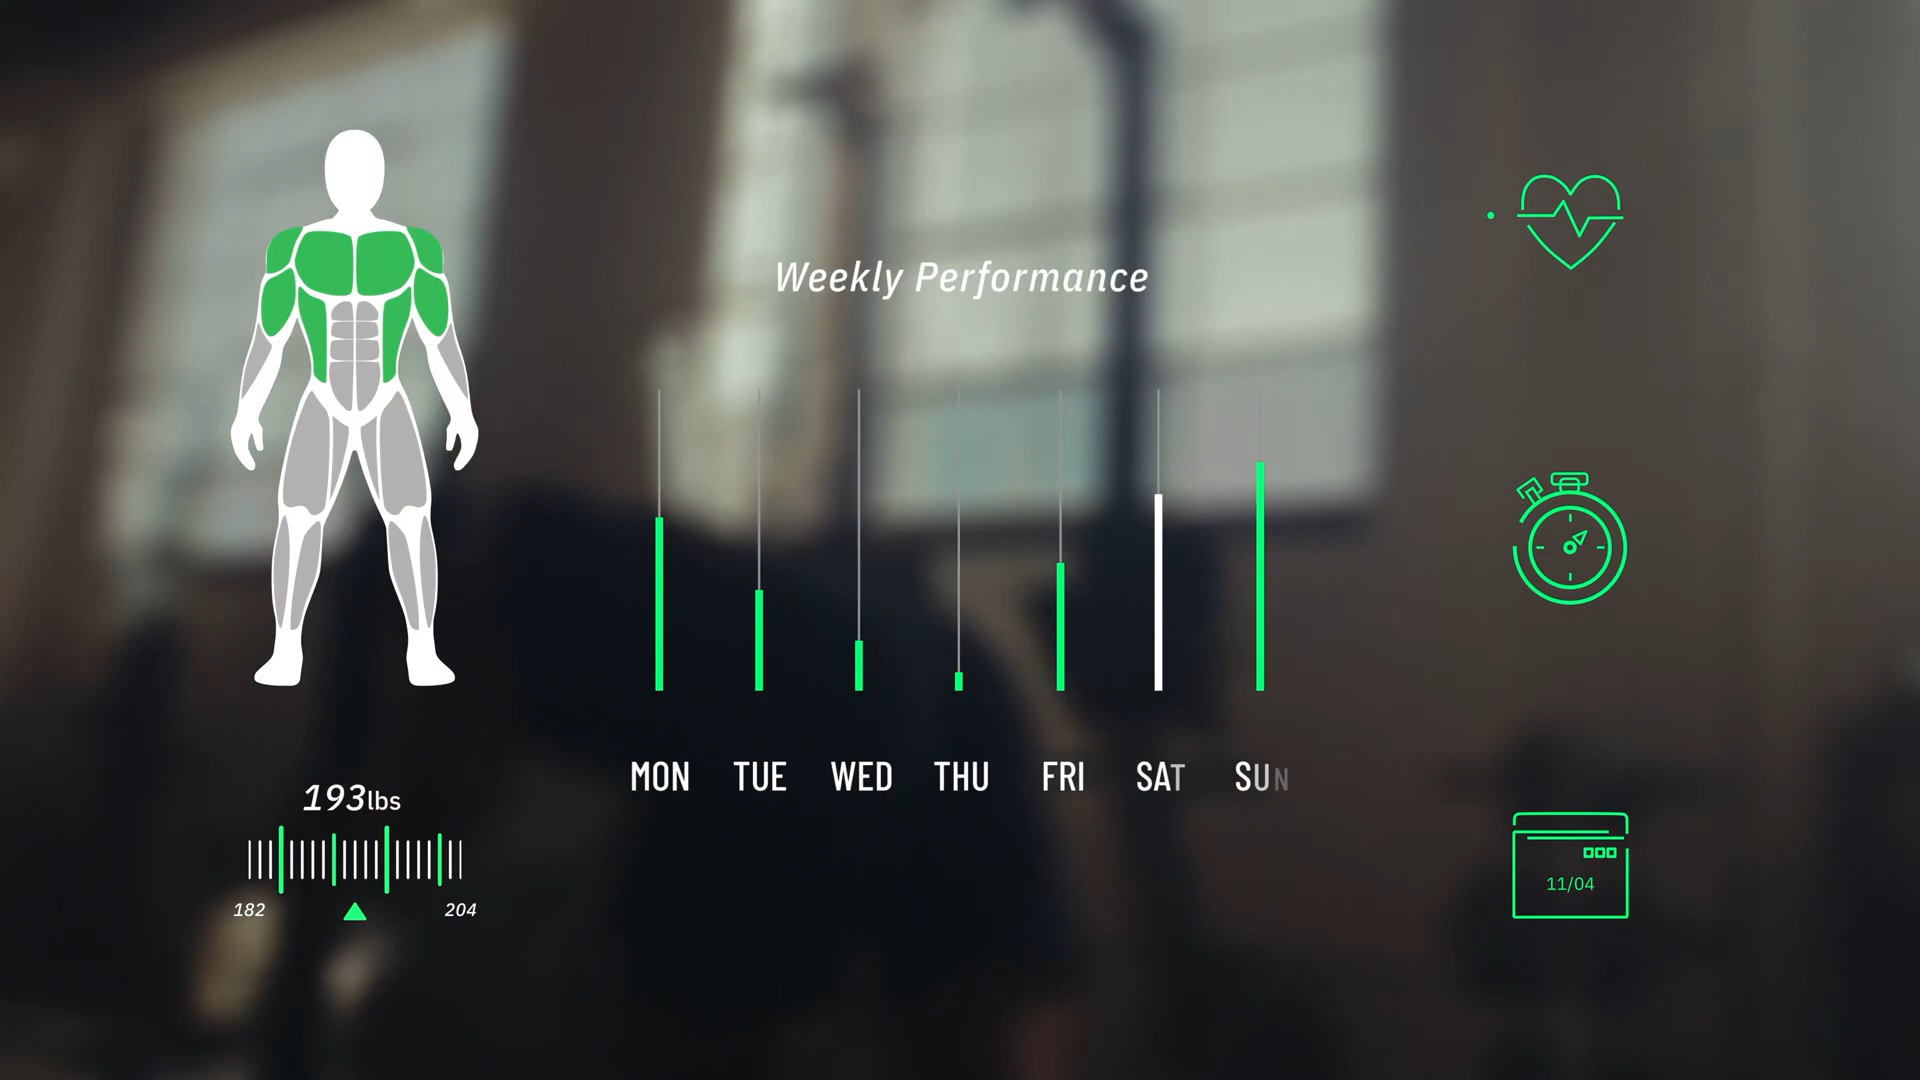 Weekly Performance
MON TUE WED THU FRI SAT SUN
193lbs
182 204
11/04